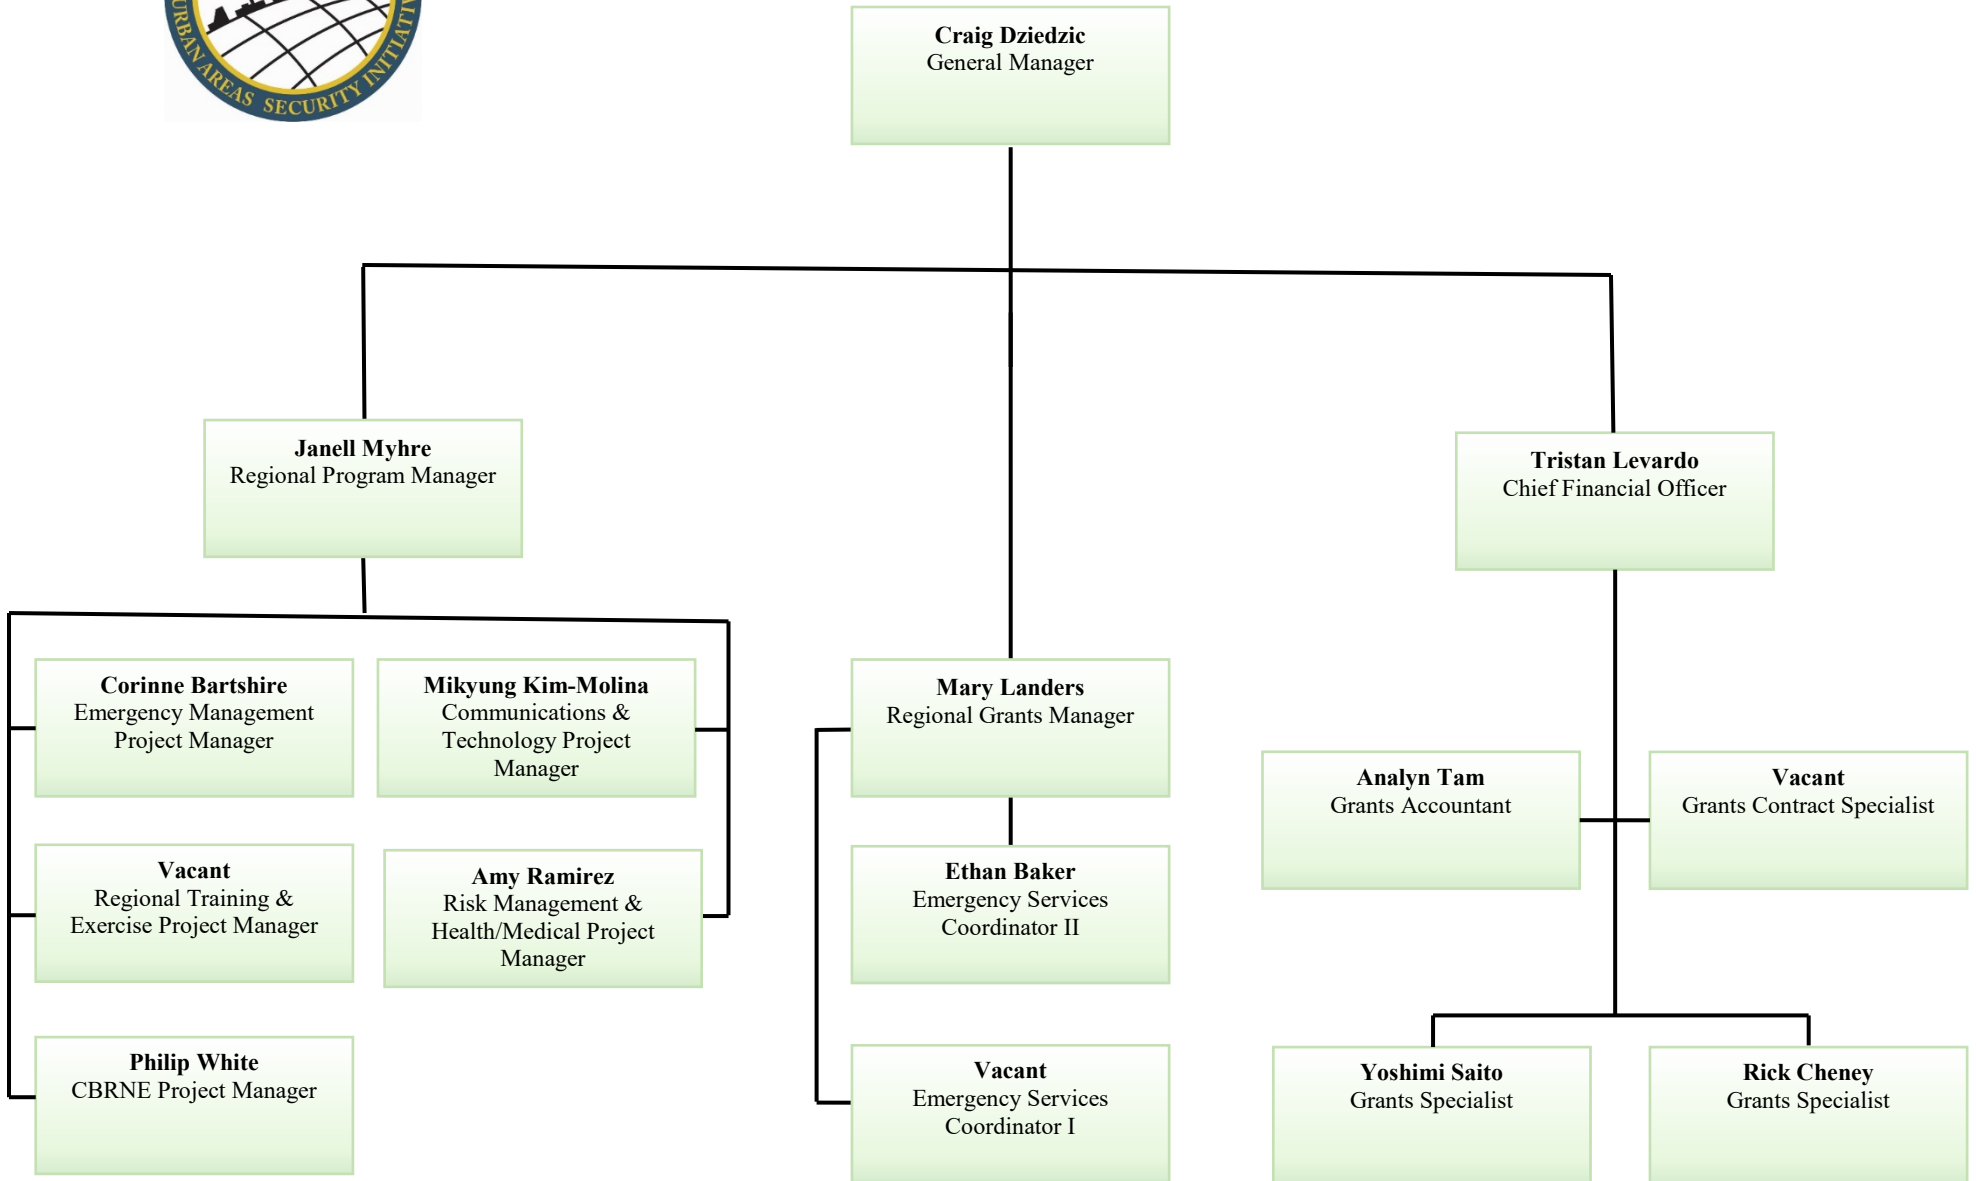 URBAN AREAS SECURITY INITIATIV
Craig Dziedzic
General Manager
Janell Myhre
Regional Program Manager
Tristan Levardo
Chief Financial Officer
Corinne Bartshire
Emergency Management
Project Manager
Mikyung Kim-Molina
Communications &
Technology Project
Manager
Mary Landers
Regional Grants Manager
Analyn Tam
Grants Accountant
Vacant
Grants Contract Specialist
Vacant
Regional Training &
Exercise Project Manager
Amy Ramirez
Risk Management &
Health/Medical Project
Manager
Ethan Baker
Emergency Services
Coordinator II
Philip White
CBRNE Project Manager
Vacant
Emergency Services
Coordinator I
Yoshimi Saito
Grants Specialist
Rick Cheney
Grants Specialist